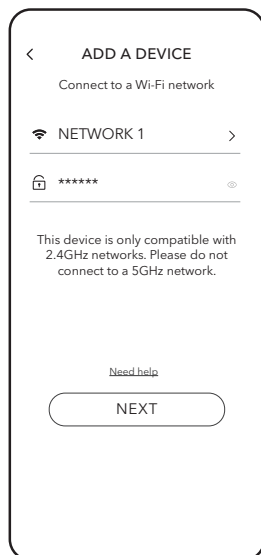 ADD A DEVICE
Connect to a Wi-Fi network
NETWORK 1
******
This device is only compatible with
2.4GHz networks. Please do not
connect to a 5GHz network.
Need help
NEXT